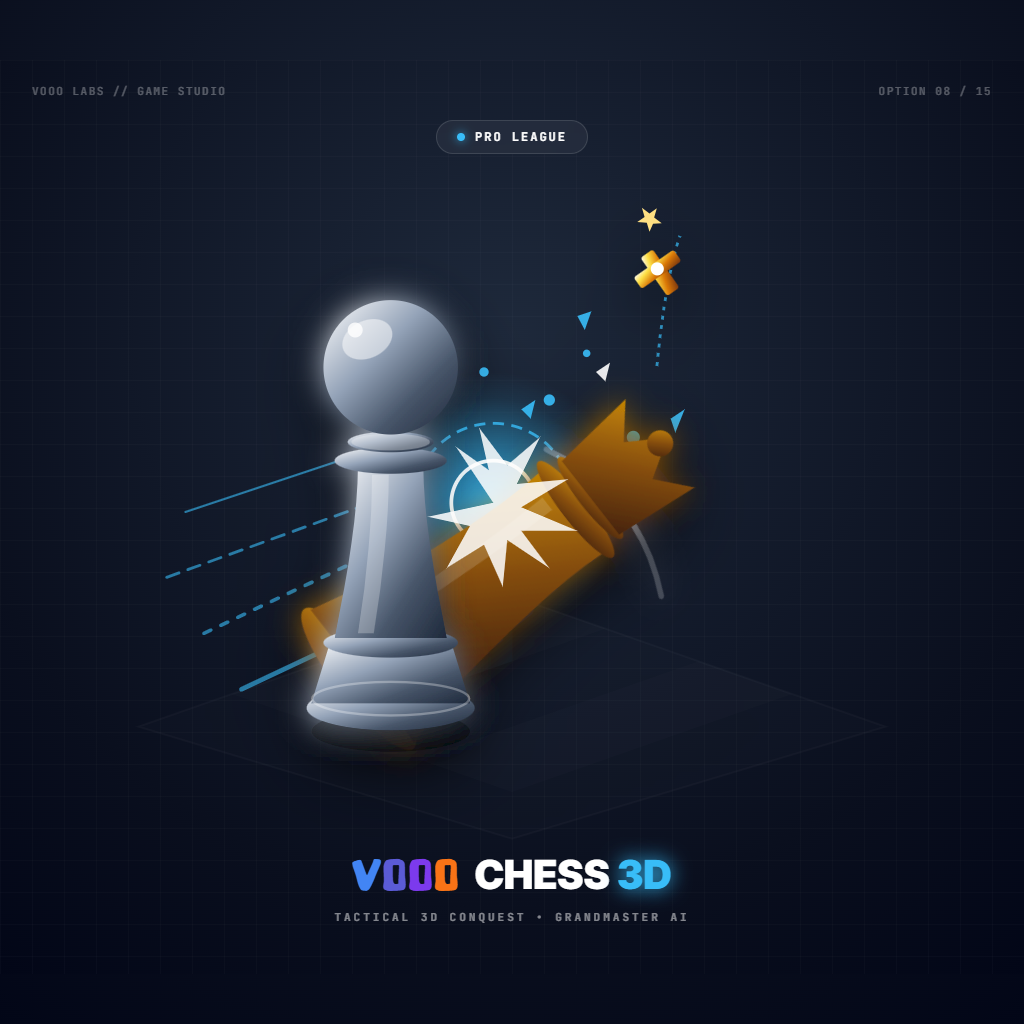 VOOO LABS // GAME STUDIO
OPTION 08 / 15
PRO LEAGUE
VOOO CHESS 3D
TACTICAL 3D CONQUEST • GRANDMASTER AI